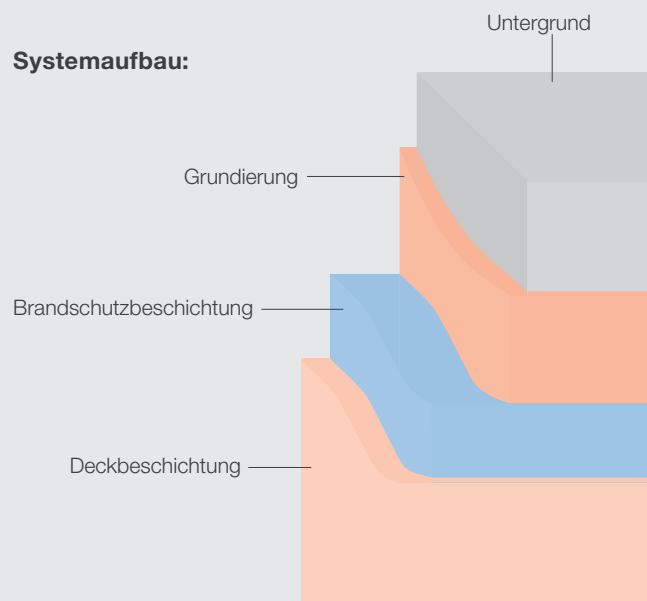 Untergrund
Systemaufbau:
Grundierung
Brandschutzbeschichtung
Deckbeschichtung